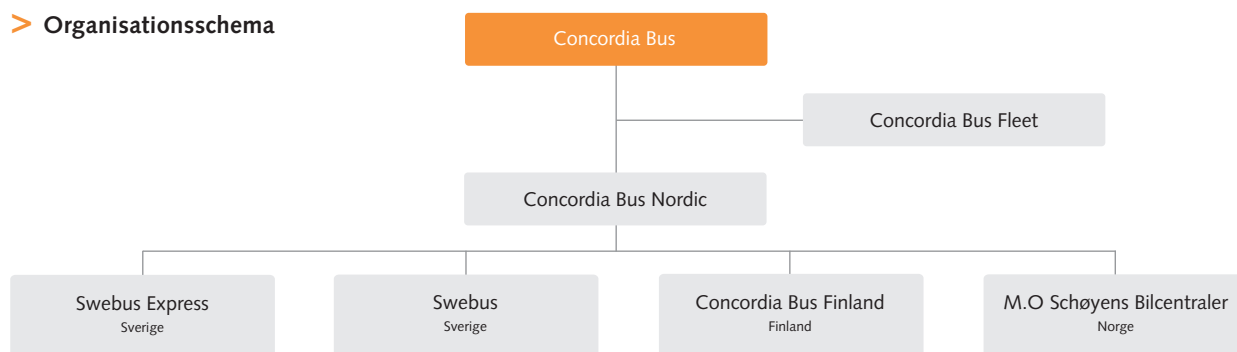 > Organisationsschema
Concordia Bus
Concordia Bus Fleet
Concordia Bus Nordic
Swebus Express
Sverige
Swebus
Sverige
Concordia Bus Finland
Finland
M.O Schøyens Bilcentraler
Norge